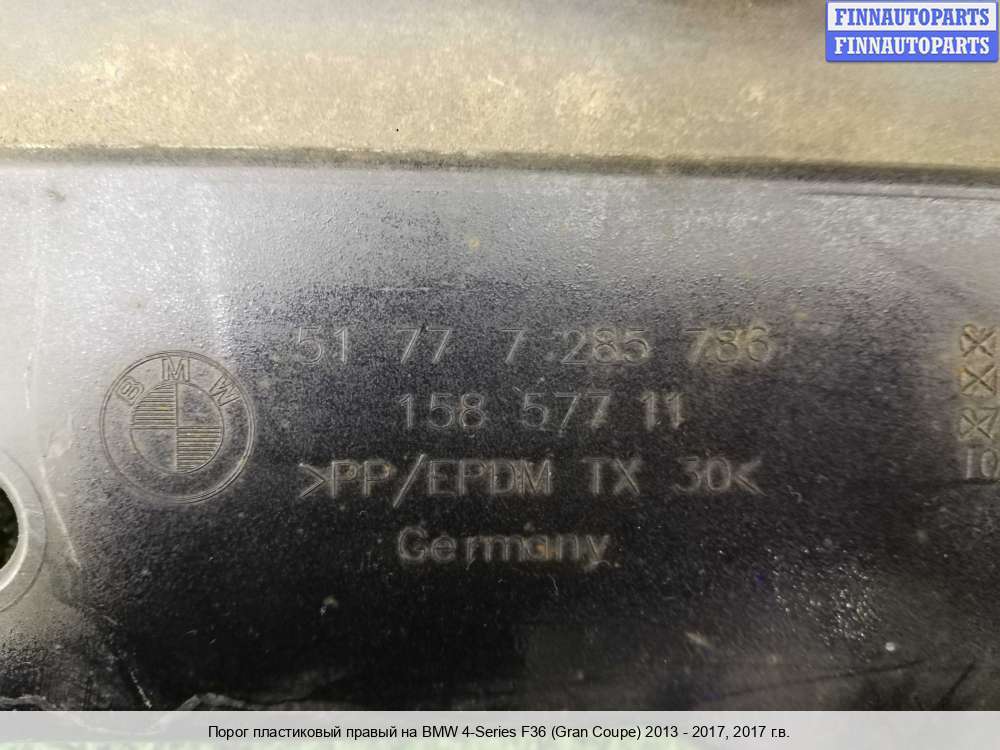 FINNAUTOPARTS
FINNAUTOPARTS
51 77 7 285 786
BMW
158 577 11
>PP/EPDM TX 30<
Germany
10
Порог пластиковый правый на BMW 4-Series F36 (Gran Coupe) 2013 - 2017, 2017 г.в.